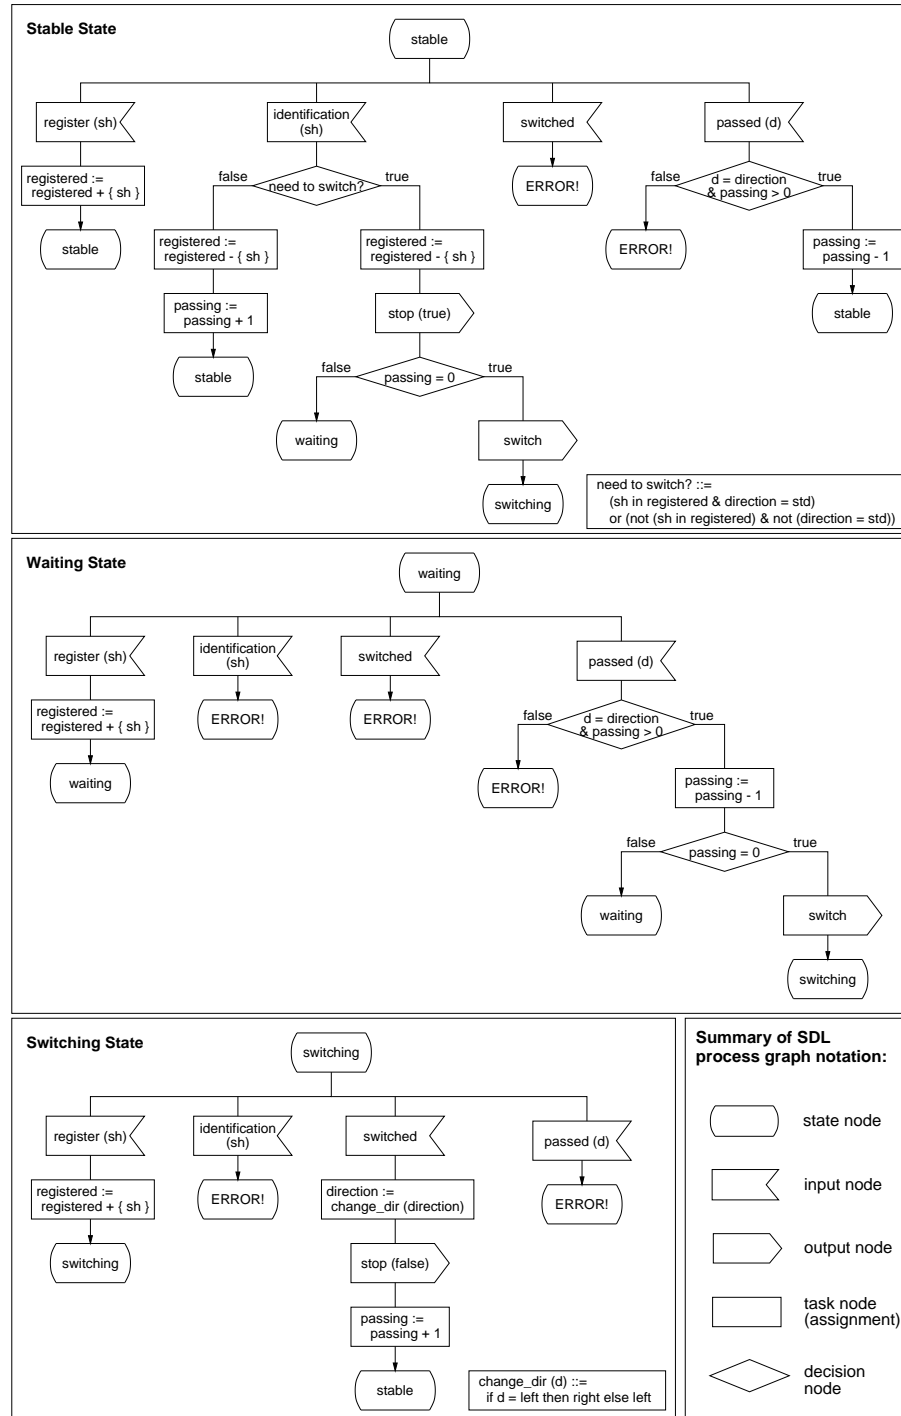 Stable State
stable
register (sh)
identification
(sh)
switched
passed (d)
registered :=
registered + { sh }
stable
false
need to switch?
true
ERROR!
false
d = direction
& passing > 0
true
registered :=
registered - { sh }
registered :=
registered - { sh }
ERROR!
passing :=
passing - 1
passing :=
passing + 1
stop (true)
stable
stable
false
passing = 0
true
waiting
switch
switching
need to switch? ::=
(sh in registered & direction = std)
or (not (sh in registered) & not (direction = std))
Waiting State
waiting
register (sh)
identification
(sh)
switched
passed (d)
registered :=
registered + { sh }
ERROR!
ERROR!
false
d = direction
& passing > 0
true
waiting
ERROR!
passing :=
passing - 1
false
passing = 0
true
waiting
switch
switching
Switching State
switching
register (sh)
identification
(sh)
switched
passed (d)
registered :=
registered + { sh }
ERROR!
direction :=
change_dir (direction)
ERROR!
switching
stop (false)
passing :=
passing + 1
stable
change_dir (d) ::=
if d = left then right else left
Summary of SDL
process graph notation:
state node
input node
output node
task node
(assignment)
decision
node